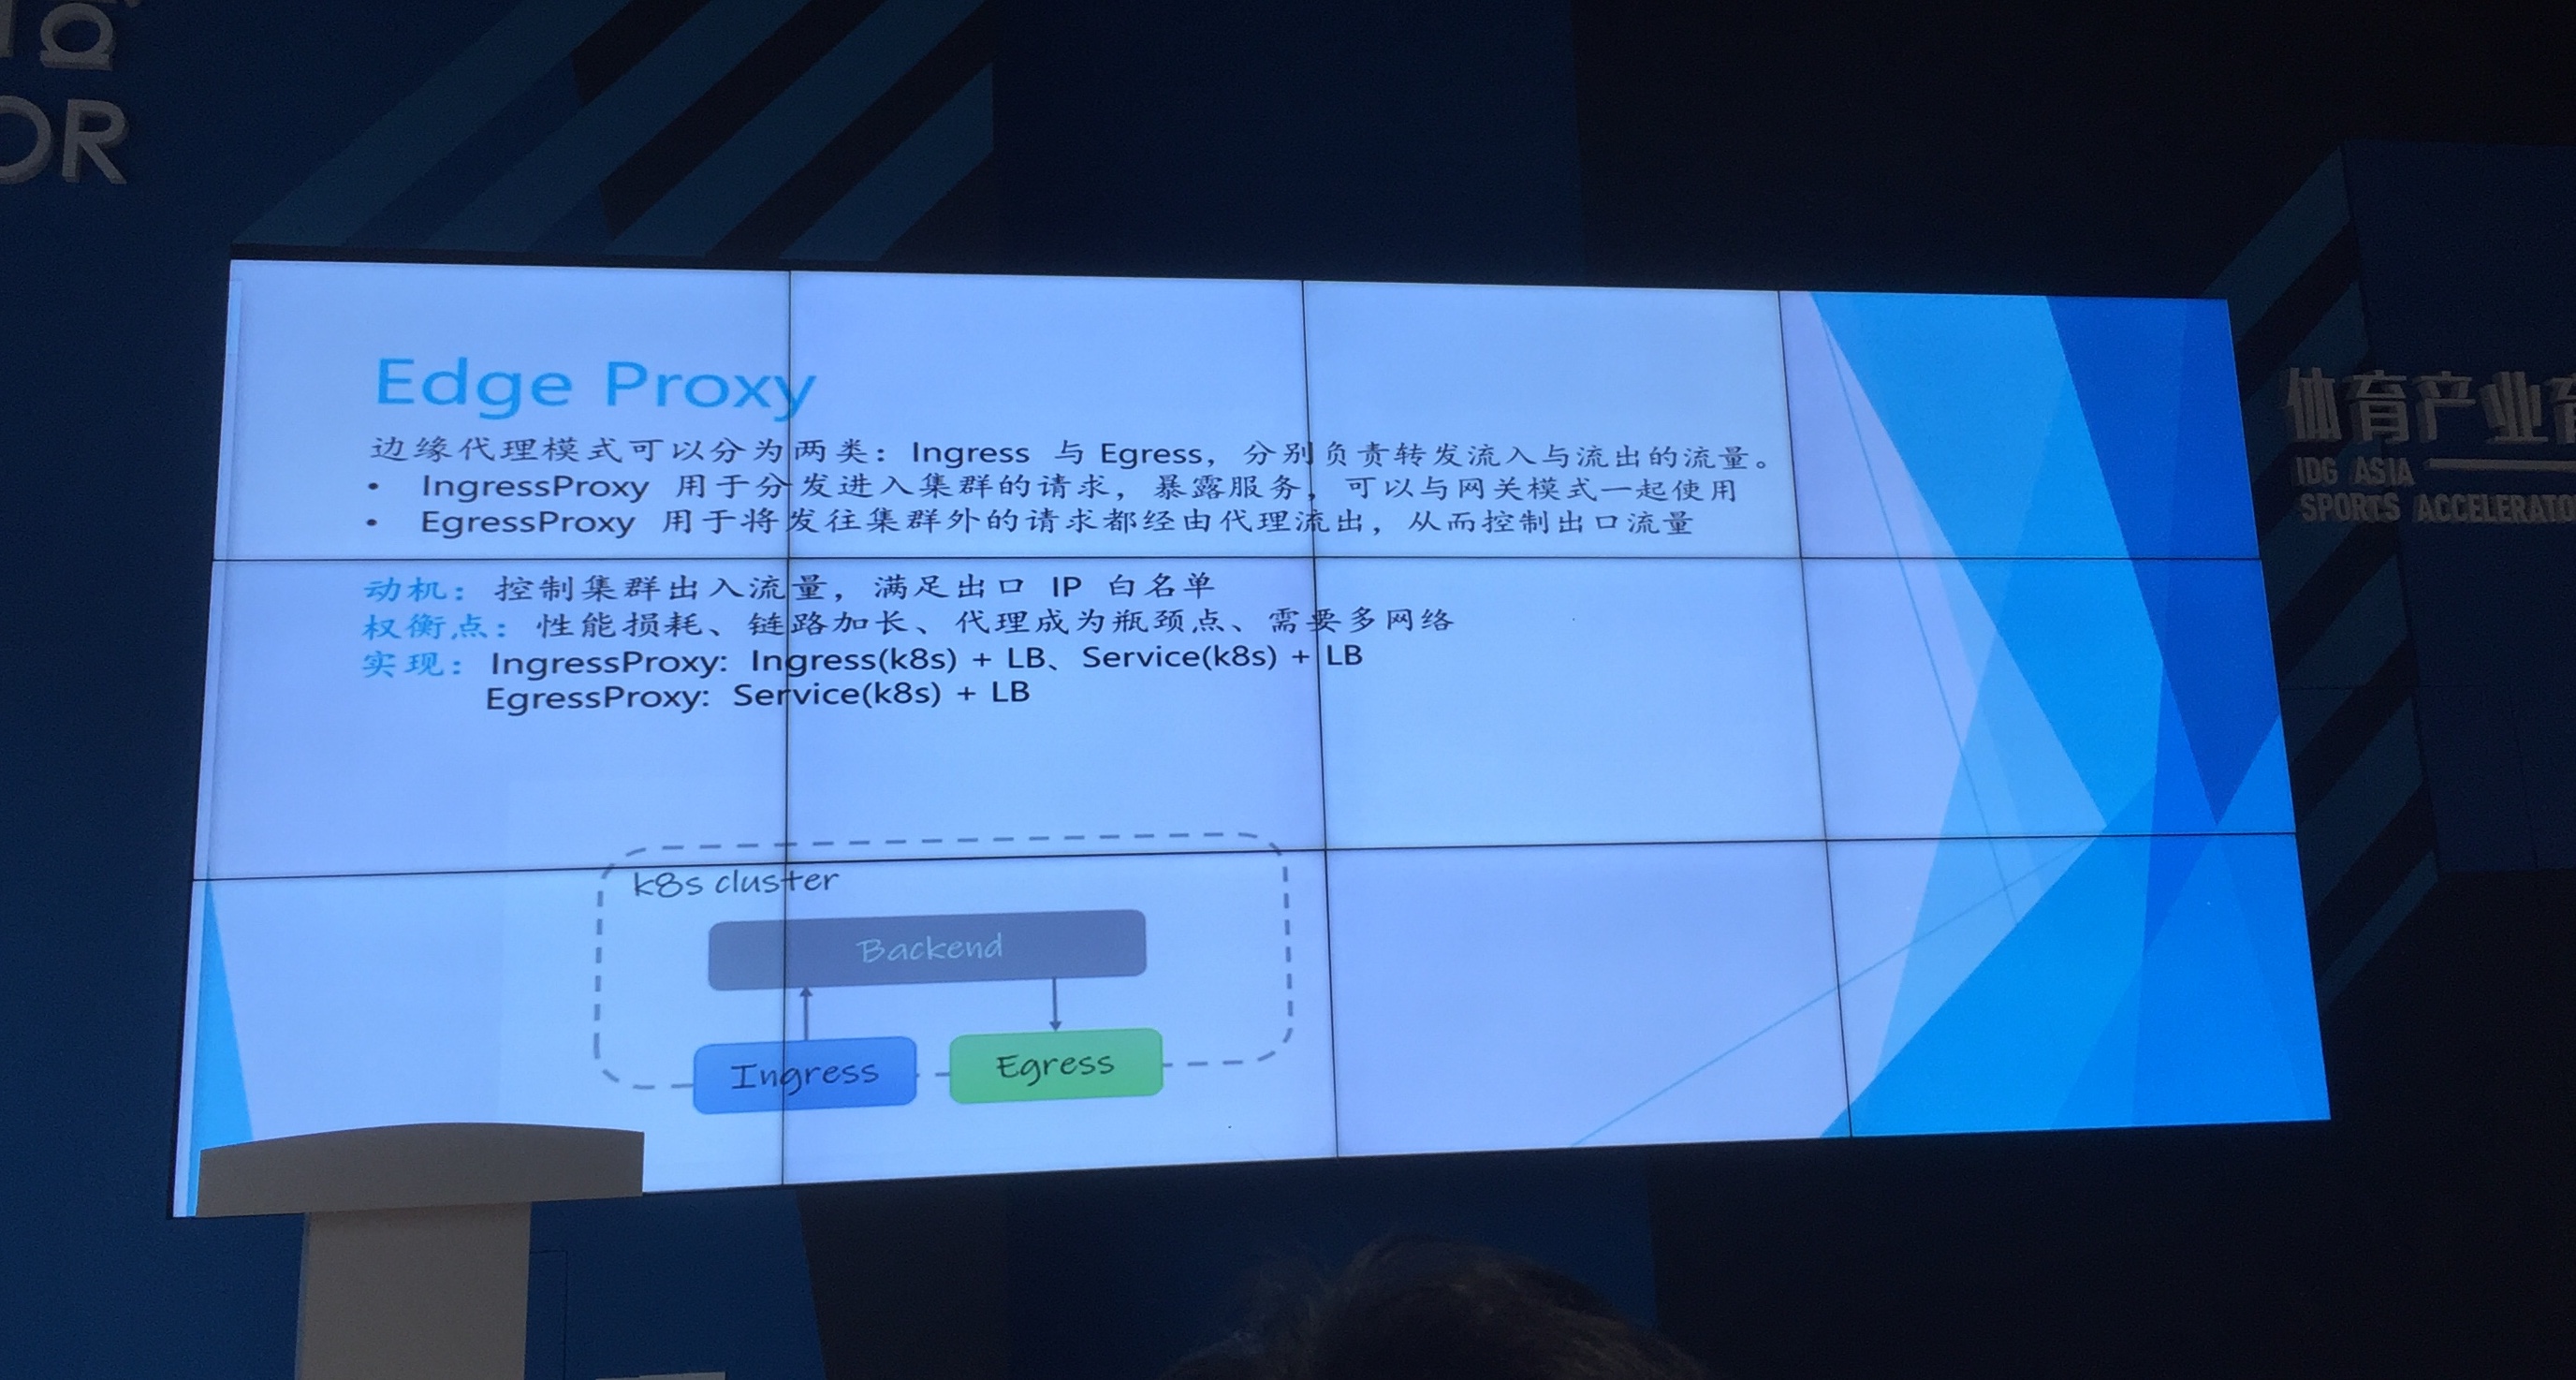 OR
Edge Proxy
边缘代理模式可以分为两类：Ingress 与 Egress，分别负责转发流入与流出的流量。
• IngressProxy 用于分发进入集群的请求，暴露服务，可以与网关模式一起使用
• EgressProxy 用于将发往集群外的请求都经由代理流出，从而控制出口流量
动机：控制集群出入流量，满足出口 IP 白名单
权衡点：性能损耗、链路加长、代理成为瓶颈点、需要多网络
实现：IngressProxy: Ingress(k8s) + LB、Service(k8s) + LB
EgressProxy: Service(k8s) + LB
k8s cluster
Backend
Ingress
Egress
体育产业
IDG ASIA
SPORTS ACCELERATO